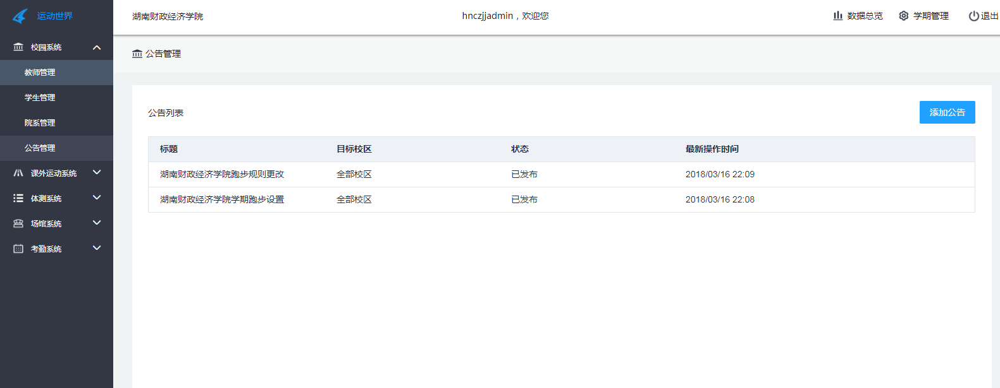 运动世界
湖南财政经济学院
hnczjjadmin，欢迎您
数据总览
学期管理
退出
校园系统
教师管理
学生管理
院系管理
公告管理
课外运动系统
体测系统
场馆系统
考勤系统
公告管理
公告列表
添加公告
标题 目标校区 状态 最新操作时间
湖南财政经济学院跑步规则更改 全部校区 已发布 2018/03/16 22:09
湖南财政经济学院学期跑步设置 全部校区 已发布 2018/03/16 22:08